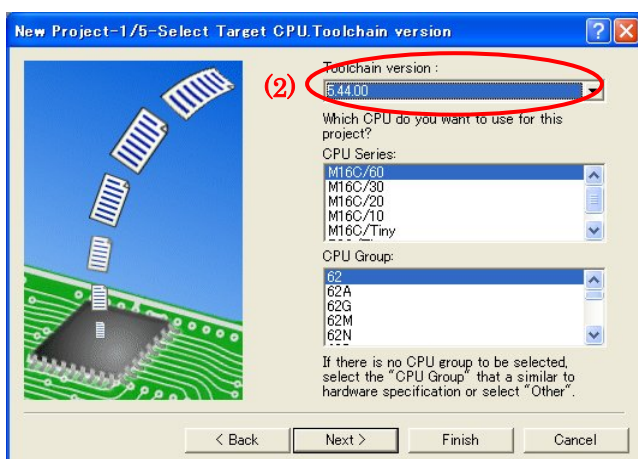 New Project-1/5-Select Target CPU.Toolchain version
(2)
Toolchain version :
5.44.00
Which CPU do you want to use for this
project?
CPU Series:
M16C/60
M16C/30
M16C/20
M16C/10
M16C/Tiny
CPU Group:
62
62A
62G
62M
62N
If there is no CPU group to be selected,
select the "CPU Group" that a similar to
hardware specification or select "Other".
< Back
Next >
Finish
Cancel